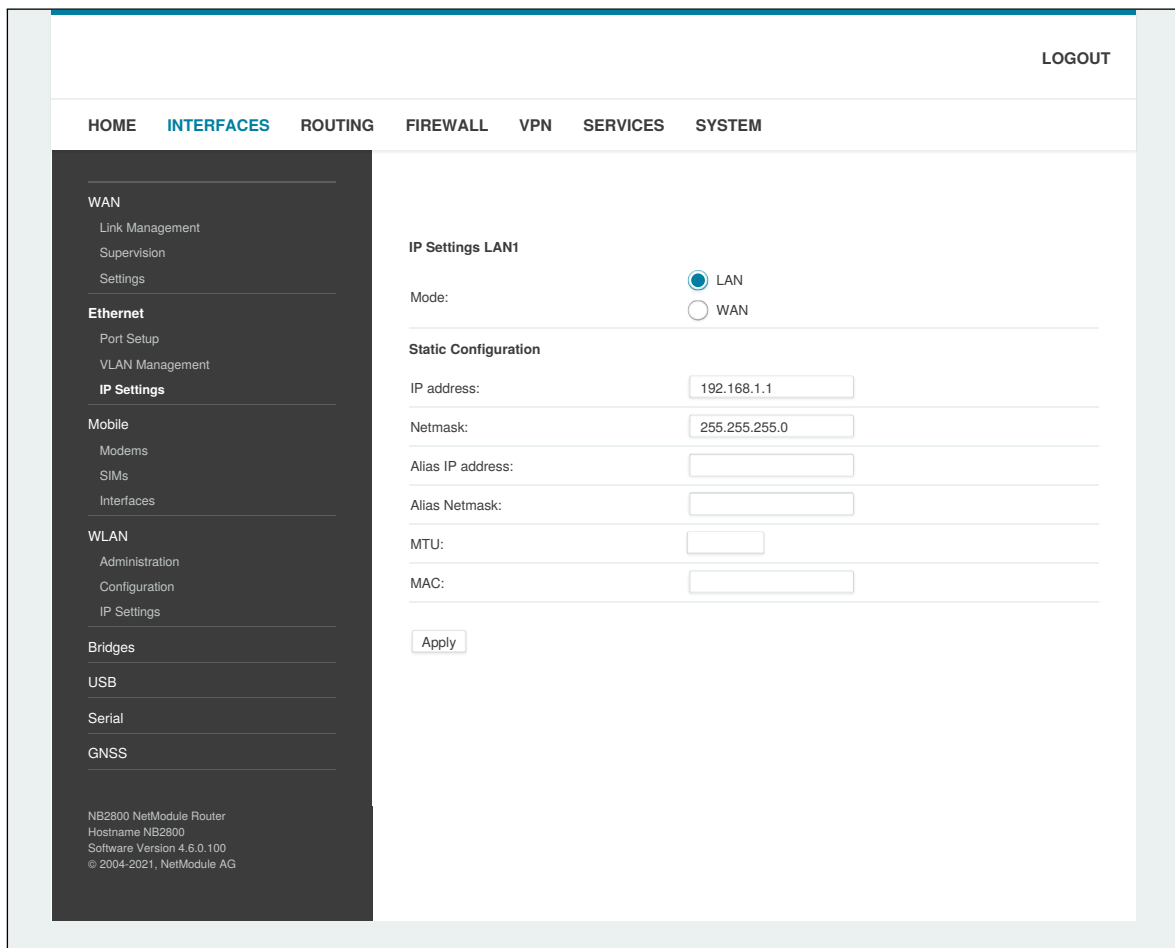 LOGOUT
HOME INTERFACES ROUTING FIREWALL VPN SERVICES SYSTEM
WAN
Link Management
Supervision
Settings
Ethernet
Port Setup
VLAN Management
IP Settings
Mobile
Modems
SIMs
Interfaces
WLAN
Administration
Configuration
IP Settings
Bridges
USB
Serial
GNSS
NB2800 NetModule Router
Hostname NB2800
Software Version 4.6.0.100
© 2004-2021, NetModule AG
IP Settings LAN1
Mode:
LAN
WAN
Static Configuration
IP address: 192.168.1.1
Netmask: 255.255.255.0
Alias IP address:
Alias Netmask:
MTU:
MAC:
Apply